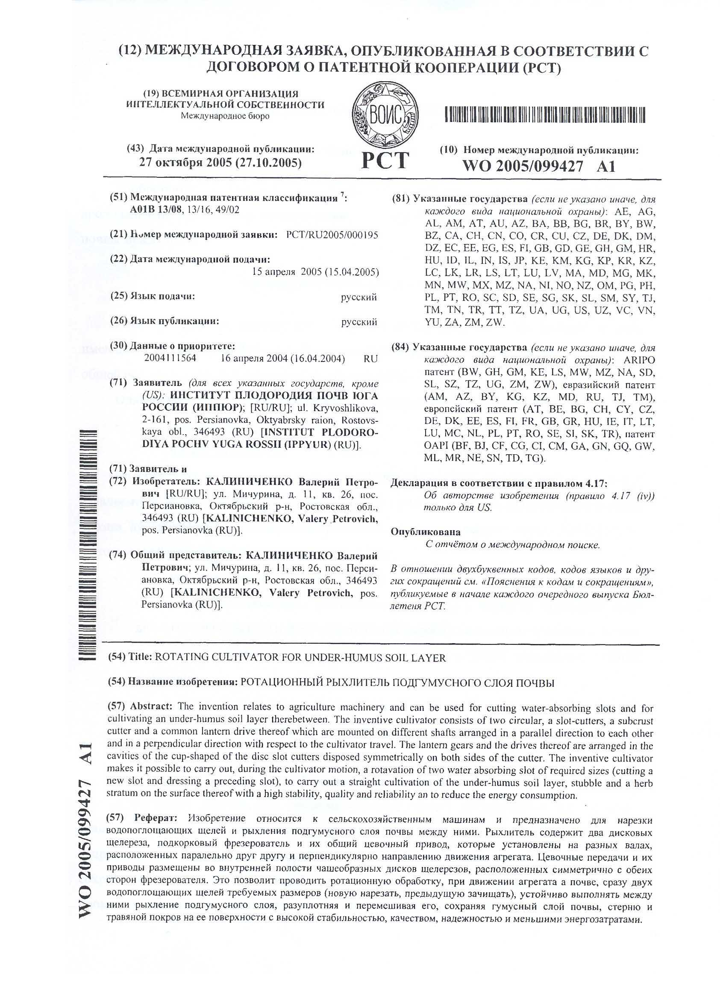 (12) МЕЖДУНАРОДНАЯ ЗАЯВКА, ОПУБЛИКОВАННАЯ В СООТВЕТСТВИИ С
ДОГОВОРОМ О ПАТЕНТНОЙ КООПЕРАЦИИ (РСТ)
(19) ВСЕМИРНАЯ ОРГАНИЗАЦИЯ
ИНТЕЛЛЕКТУАЛЬНОЙ СОБСТВЕННОСТИ
Международное бюро
ВОИС
(43) Дата международной публикации:
27 октября 2005 (27.10.2005)
PCT
(10) Номер международной публикации:
WO 2005/099427 A1
(51) Международная патентная классификация 7:
A01B 13/08, 13/16, 49/02
(21) Номер международной заявки: PCT/RU2005/000195
(22) Дата международной подачи:
15 апреля 2005 (15.04.2005)
(25) Язык подачи: русский
(26) Язык публикации: русский
(30) Данные о приоритете:
2004111564 16 апреля 2004 (16.04.2004) RU
(71) Заявитель (для всех указанных государств, кроме
(US): ИНСТИТУТ ПЛОДОРОДИЯ ПОЧВ ЮГА
РОССИИ (ИППЮР); [RU/RU]; ul. Kryvoshlikova,
2-161, pos. Persianovka, Oktyabrsky raion, Rostovs-
kaya obl., 346493 (RU) [INSTITUT PLODORO-
DIYA POCHV YUGA ROSSII (IPPYUR) (RU)].
(71) Заявитель и
(72) Изобретатель: КАЛИНИЧЕНКО Валерий Петро-
вич [RU/RU]; ул. Мичурина, д. 11, кв. 26, пос.
Персиановка, Октябрьский р-н, Ростовская обл.,
346493 (RU) [KALINICHENKO, Valery Petrovich,
pos. Persianovka (RU)].
(74) Общий представитель: КАЛИНИЧЕНКО Валерий
Петрович; ул. Мичурина, д. 11, кв. 26, пос. Перси-
ановка, Октябрьский р-н, Ростовская обл., 346493
(RU) [KALINICHENKO, Valery Petrovich, pos.
Persianovka (RU)].
(81) Указанные государства (если не указано иначе, для
каждого вида национальной охраны): AE, AG,
AL, AM, AT, AU, AZ, BA, BB, BG, BR, BY, BW,
BZ, CA, CH, CN, CO, CR, CU, CZ, DE, DK, DM,
DZ, EC, EE, EG, ES, FI, GB, GD, GE, GH, GM, HR,
HU, ID, IL, IN, IS, JP, KE, KM, KG, KP, KR, KZ,
LC, LK, LR, LS, LT, LU, LV, MA, MD, MG, MK,
MN, MW, MX, MZ, NA, NI, NO, NZ, OM, PG, PH,
PL, PT, RO, SC, SD, SE, SG, SK, SL, SM, SY, TJ,
TM, TN, TR, TT, TZ, UA, UG, US, UZ, VC, VN,
YU, ZA, ZM, ZW.
(84) Указанные государства (если не указано иначе, для
каждого вида национальной охраны): ARIPO
патент (BW, GH, GM, KE, LS, MW, MZ, NA, SD,
SL, SZ, TZ, UG, ZM, ZW), евразийский патент
(AM, AZ, BY, KG, KZ, MD, RU, TJ, TM),
европейский патент (AT, BE, BG, CH, CY, CZ,
DE, DK, EE, ES, FI, FR, GB, GR, HU, IE, IT, LT,
LU, MC, NL, PL, PT, RO, SE, SI, SK, TR), патент
OAPI (BF, BJ, CF, CG, CI, CM, GA, GN, GQ, GW,
ML, MR, NE, SN, TD, TG).
Декларация в соответствии с правилом 4.17:
Об авторстве изобретения (правило 4.17 (iv))
только для US.
Опубликована
С отчётом о международном поиске.
В отношении двухбуквенных кодов, кодов языков и дру-
гих сокращений см. «Пояснения к кодам и сокращениям»,
публикуемые в начале каждого очередного выпуска Бюл-
летеня РСТ.
(54) Title: ROTATING CULTIVATOR FOR UNDER-HUMUS SOIL LAYER
(54) Название изобретения: РОТАЦИОННЫЙ РЫХЛИТЕЛЬ ПОДГУМУСНОГО СЛОЯ ПОЧВЫ
(57) Abstract: The invention relates to agriculture machinery and can be used for cutting water-absorbing slots and for
cultivating an under-humus soil layer therebetween. The inventive cultivator consists of two circular, a slot-cutters, a subcrust
cutter and a common lantern drive thereof which are mounted on different shafts arranged in a parallel direction to each other
and in a perpendicular direction with respect to the cultivator travel. The lantern gears and the drives thereof are arranged in the
cavities of the cup-shaped of the disc slot cutters disposed symmetrically on both sides of the cutter. The inventive cultivator
makes it possible to carry out, during the cultivator motion, a rotavation of two water absorbing slot of required sizes (cutting a
new slot and dressing a preceding slot), to carry out a straight cultivation of the under-humus soil layer, stubble and a herb
stratum on the surface thereof with a high stability, quality and reliability an to reduce the energy consumption.
(57) Реферат: Изобретение относится к сельскохозяйственным машинам и предназначено для нарезки
водопоглощающих щелей и рыхления подгумусного слоя почвы между ними. Рыхлитель содержит два дисковых
щелереза, подкорковый фрезерователь и их общий цевочный привод, которые установлены на разных валах,
расположенных паралельно друг другу и перпендикулярно направлению движения агрегата. Цевочные передачи и их
приводы размещены во внутренней полости чашеобразных дисков щелерезов, расположенных симметрично с обеих
сторон фрезерователя. Это позволит проводить ротационную обработку, при движении агрегата а почве, сразу двух
водопоглощающих щелей требуемых размеров (новую нарезать, предыдущую зачищать), устойчиво выполнять между
ними рыхление подгумусного слоя, разуплотняя и перемешивая его, сохраняя гумусный слой почвы, стерню и
травяной покров на ее поверхности с высокой стабильностью, качеством, надежностью и меньшими энергозатратами.
WO 2005/099427 A1